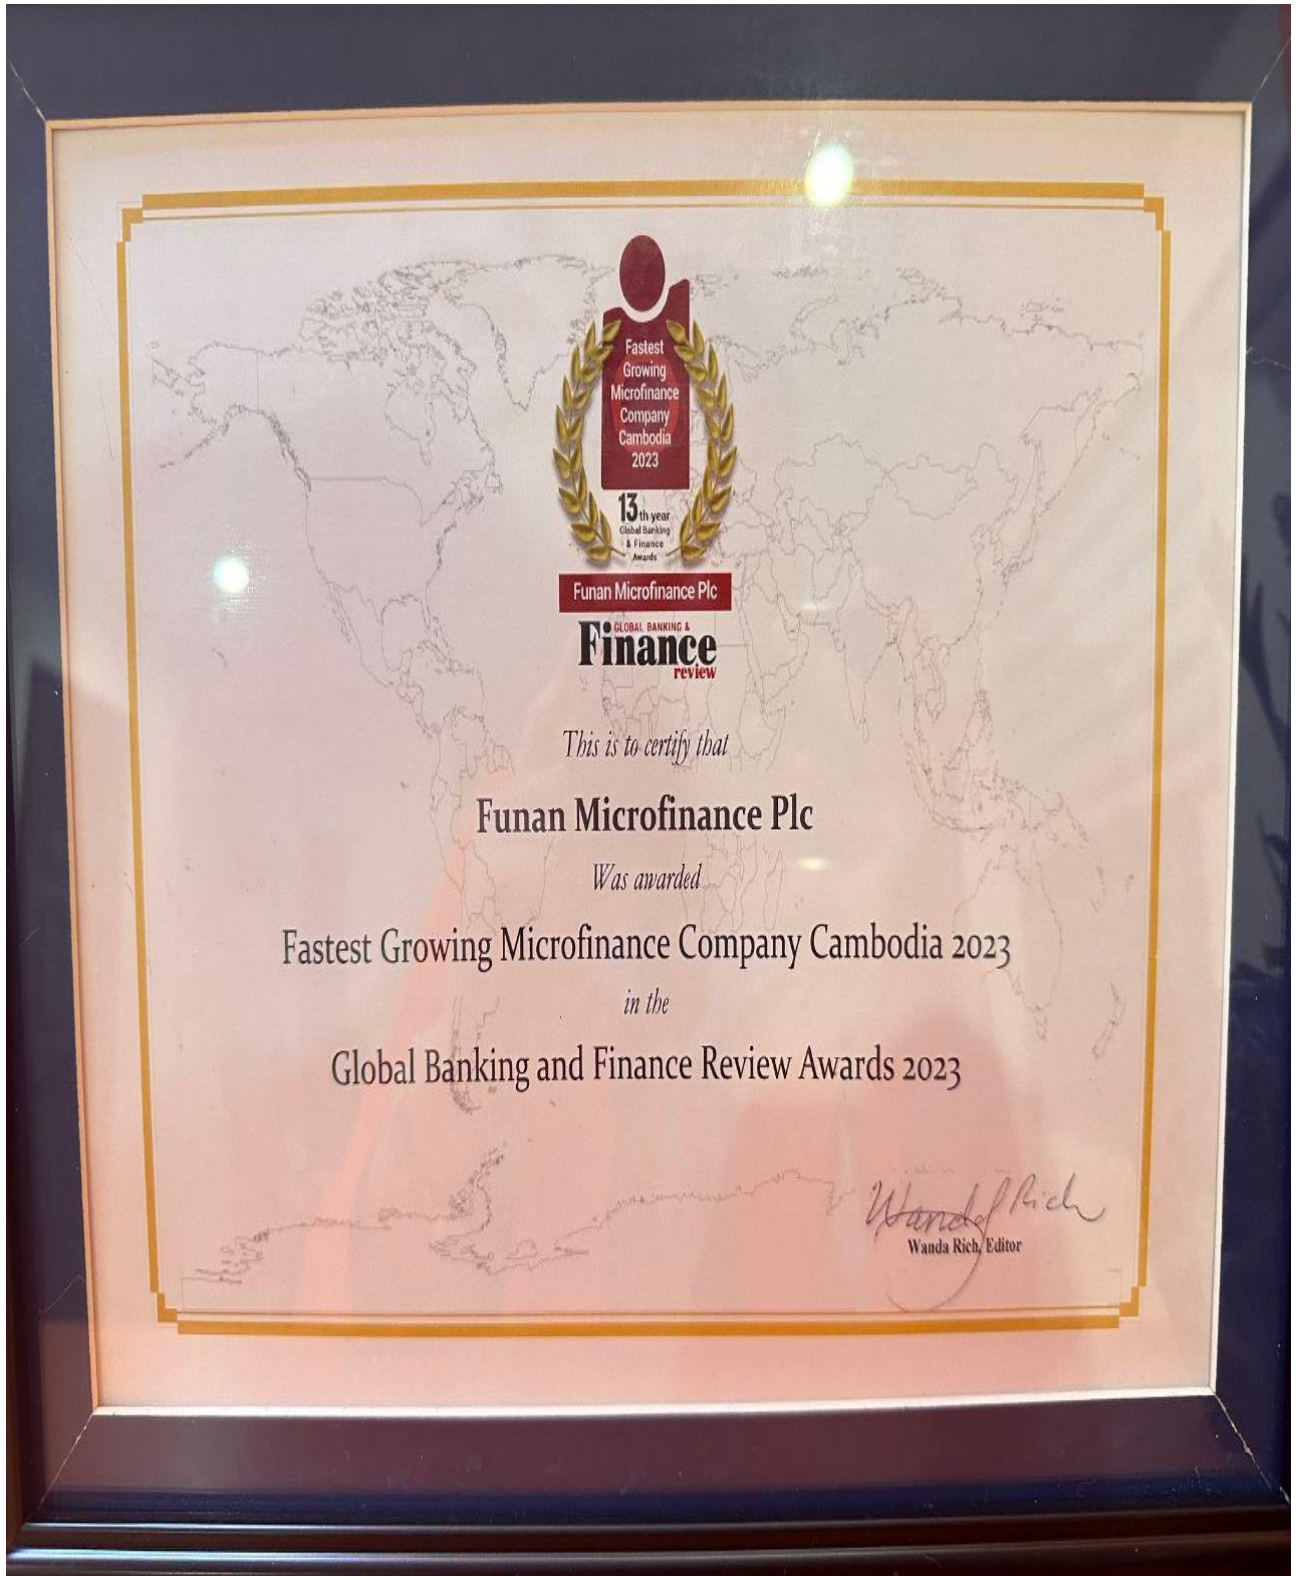 Fastest
Growing
Microfinance
Company
Cambodia
2023
13th year
Global Banking
& Finance
Awards
Funan Microfinance Plc
GLOBAL BANKING &
Finance
review
This is to certify that
Funan Microfinance Plc
Was awarded
Fastest Growing Microfinance Company Cambodia 2023
in the
Global Banking and Finance Review Awards 2023
Wanda Rich
Wanda Rich, Editor